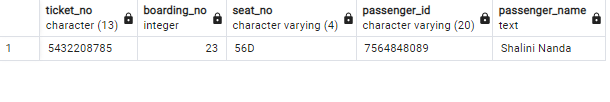 ticket_no boarding_no seat_no passenger_id passenger_name
character (13) integer character varying (4) character varying (20) text
1 5432208785 23 56D 7564848089 Shalini Nanda